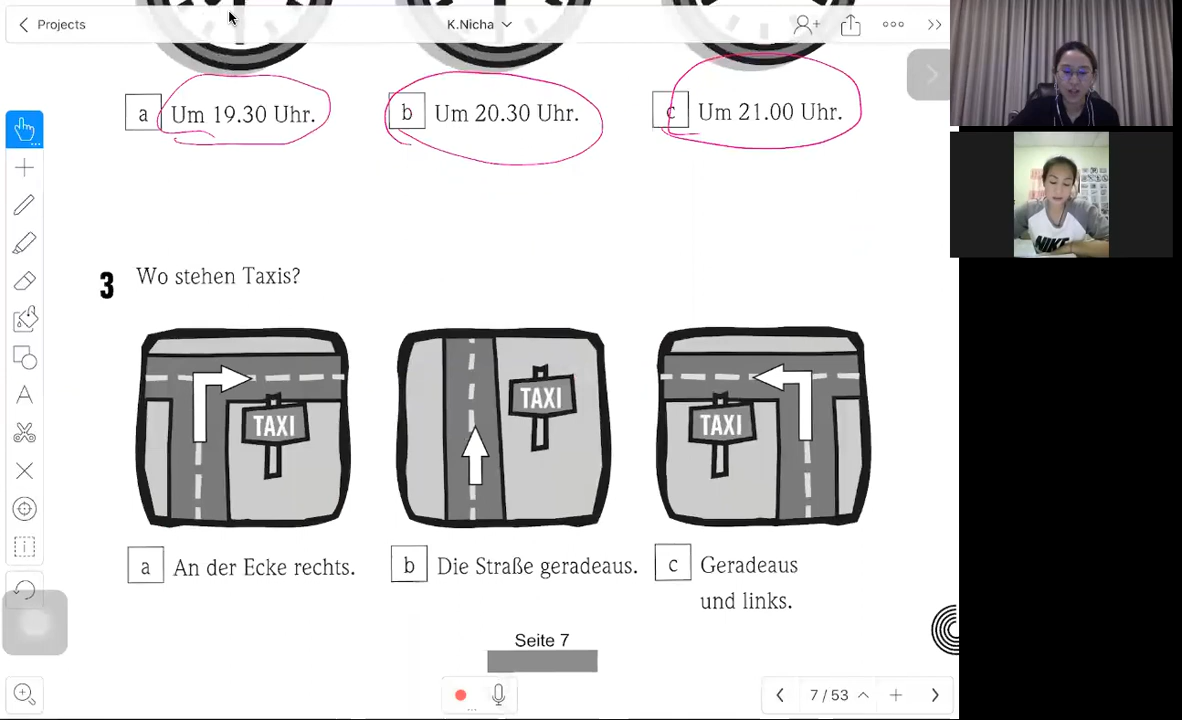 Projects
K.Nicha
a Um 19.30 Uhr.
b Um 20.30 Uhr.
c Um 21.00 Uhr.
3 Wo stehen Taxis?
TAXI
TAXI
TAXI
a An der Ecke rechts.
b Die Straße geradeaus.
c Geradeaus
und links.
Seite 7
7 / 53
A
NIKE